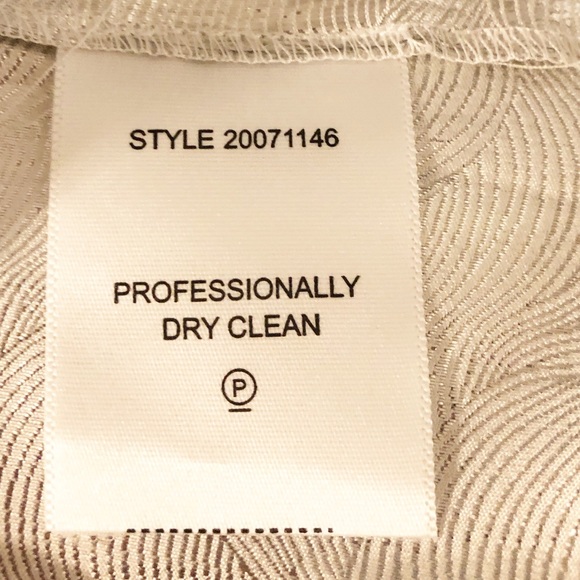 STYLE 20071146
PROFESSIONALLY
DRY CLEAN
P